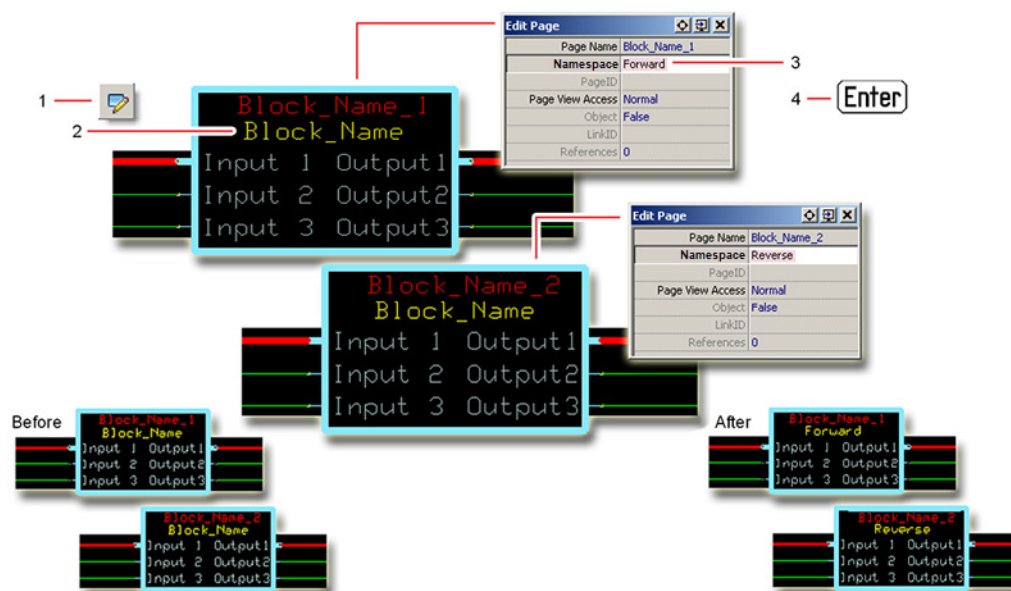 Edit Page
Page Name Block_Name_1
Namespace Forward
PageID
Page View Access Normal
Object False
LinkID
References 0
3
4
Enter
1
2
Block_Name_1
Block_Name
Input 1 Output1
Input 2 Output2
Input 3 Output3
Edit Page
Page Name Block_Name_2
Namespace Reverse
PageID
Page View Access Normal
Object False
LinkID
References 0
Block_Name_2
Block_Name
Input 1 Output1
Input 2 Output2
Input 3 Output3
Before
Block_Name_1
Block_Name
Input 1 Output1
Input 2 Output2
Input 3 Output3
Block_Name_2
Block_Name
Input 1 Output1
Input 2 Output2
Input 3 Output3
After
Block_Name_1
Forward
Input 1 Output1
Input 2 Output2
Input 3 Output3
Block_Name_2
Reverse
Input 1 Output1
Input 2 Output2
Input 3 Output3